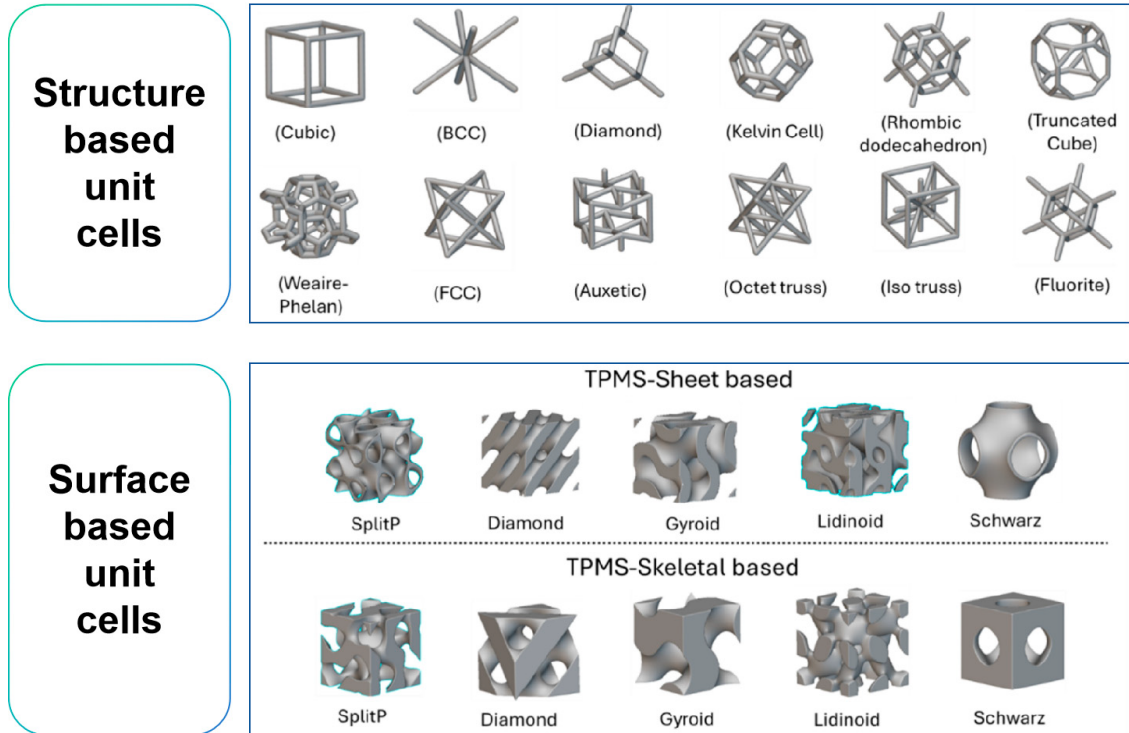 Structure
based
unit
cells
(Cubic)
(BCC)
(Diamond)
(Kelvin Cell)
(Rhombic
dodecahedron)
(Truncated
Cube)
(Weaire-
Phelan)
(FCC)
(Auxetic)
(Octet truss)
(Iso truss)
(Fluorite)
Surface
based
unit
cells
TPMS-Sheet based
SplitP
Diamond
Gyroid
Lidinoid
Schwarz
TPMS-Skeletal based
SplitP
Diamond
Gyroid
Lidinoid
Schwarz